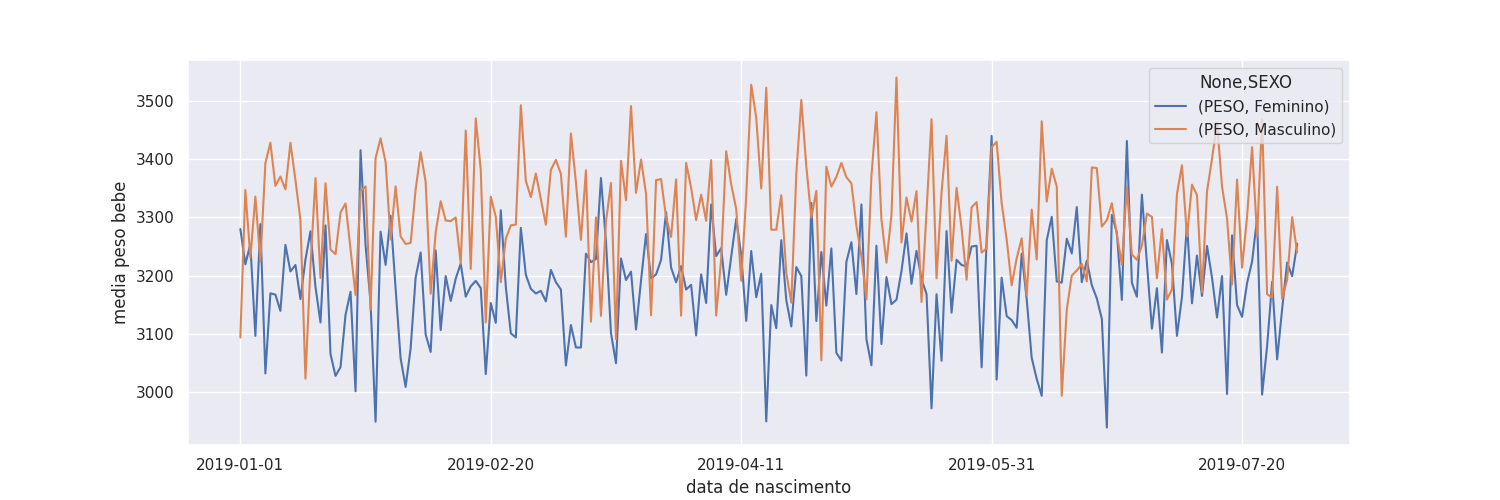 3500
3400
3300
3200
3100
3000
media peso bebe
None,SEXO
(PESO, Feminino)
(PESO, Masculino)
2019-01-01
2019-02-20
2019-04-11
2019-05-31
2019-07-20
data de nascimento